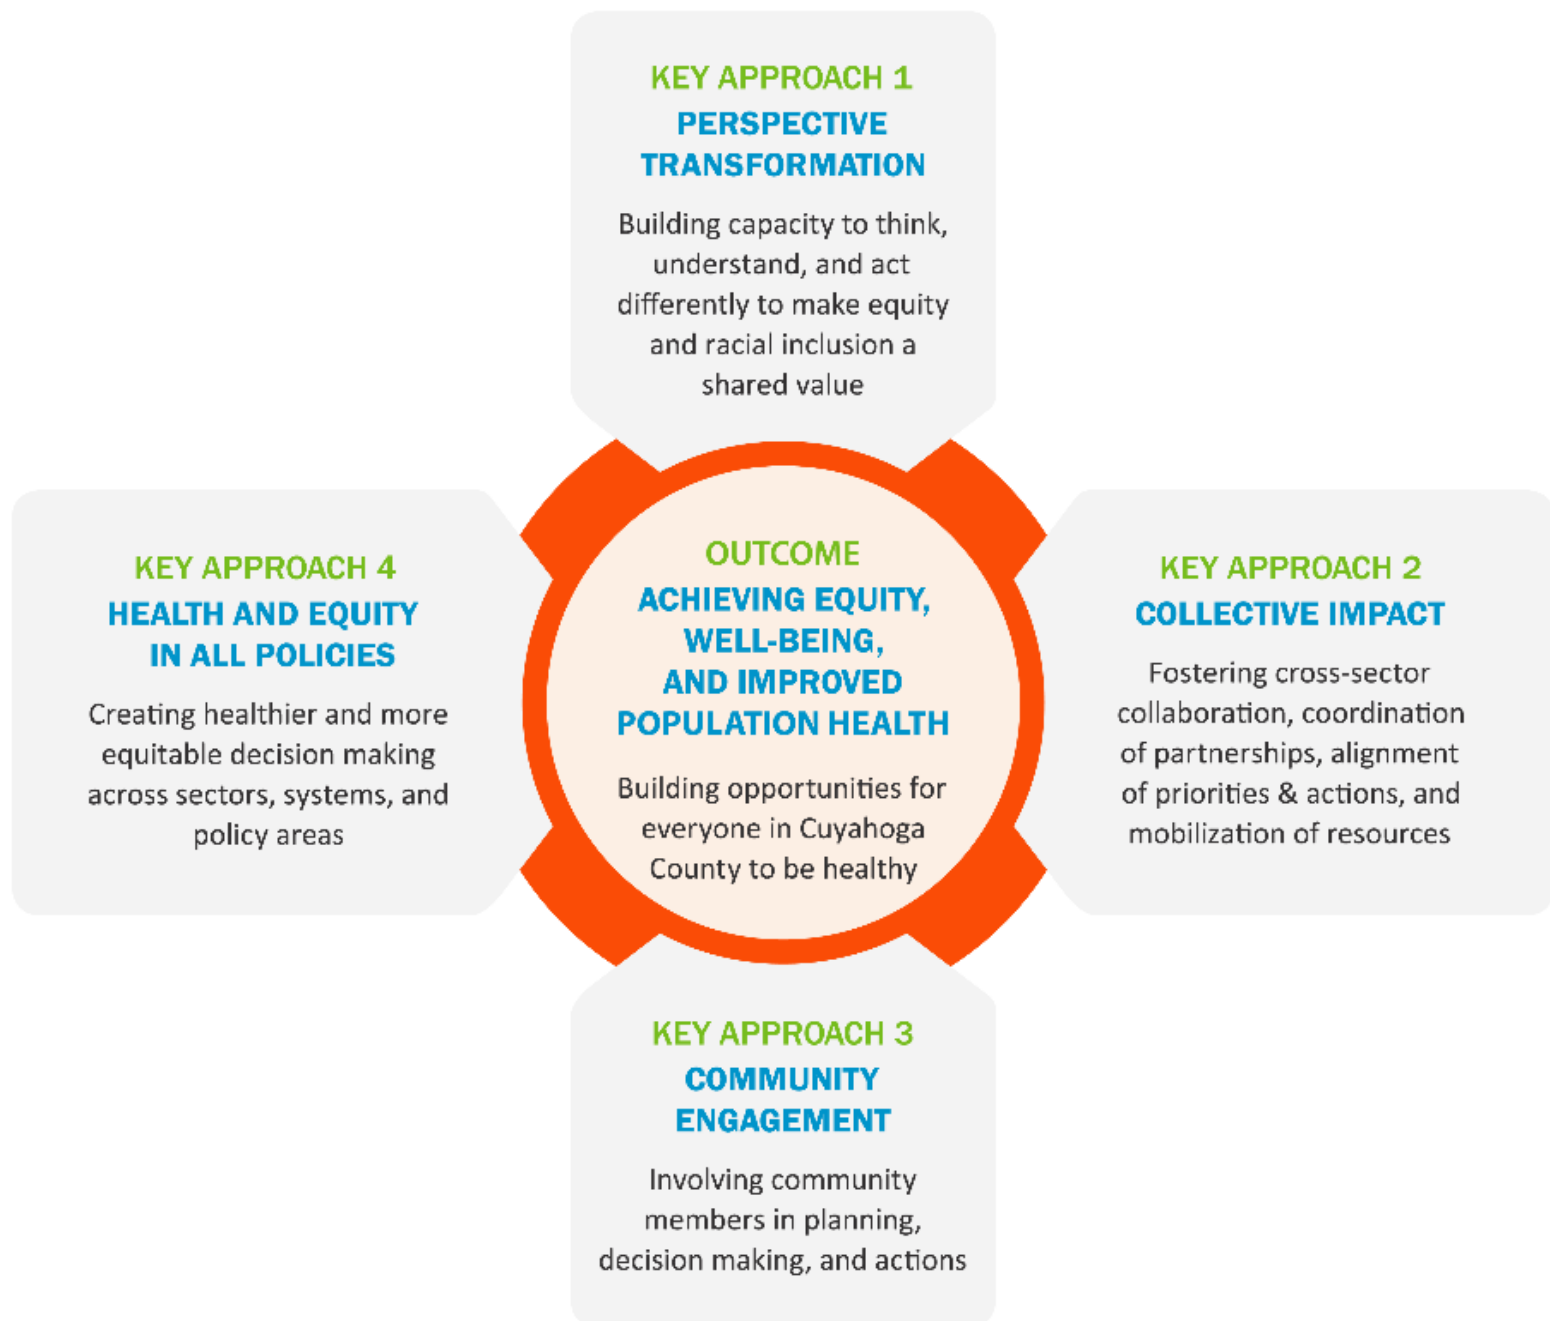 KEY APPROACH 1
PERSPECTIVE
TRANSFORMATION
Building capacity to think,
understand, and act
differently to make equity
and racial inclusion a
shared value
KEY APPROACH 4
HEALTH AND EQUITY
IN ALL POLICIES
Creating healthier and more
equitable decision making
across sectors, systems, and
policy areas
OUTCOME
ACHIEVING EQUITY,
WELL-BEING,
AND IMPROVED
POPULATION HEALTH
Building opportunities for
everyone in Cuyahoga
County to be healthy
KEY APPROACH 2
COLLECTIVE IMPACT
Fostering cross-sector
collaboration, coordination
of partnerships, alignment
of priorities & actions, and
mobilization of resources
KEY APPROACH 3
COMMUNITY
ENGAGEMENT
Involving community
members in planning,
decision making, and actions